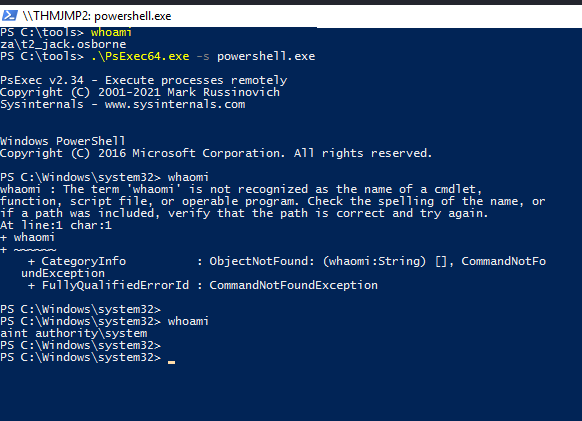 \\THMJMP2: powershell.exe
PS C:\tools> whoami
za\t2_jack.osborne
PS C:\tools> .\PsExec64.exe -s powershell.exe
PsExec v2.34 - Execute processes remotely
Copyright (C) 2001-2021 Mark Russinovich
Sysinternals - www.sysinternals.com
Windows PowerShell
Copyright (C) 2016 Microsoft Corporation. All rights reserved.
PS C:\Windows\system32> whaomi
whaomi : The term 'whaomi' is not recognized as the name of a cmdlet,
function, script file, or operable program. Check the spelling of the name, or
if a path was included, verify that the path is correct and try again.
At line:1 char:1
+ whaomi
+ ~~~~~~
    + CategoryInfo          : ObjectNotFound: (whaomi:String) [], CommandNotFo
   undException
    + FullyQualifiedErrorId : CommandNotFoundException
PS C:\Windows\system32>
PS C:\Windows\system32> whoami
aint authority\system
PS C:\Windows\system32>
PS C:\Windows\system32> _